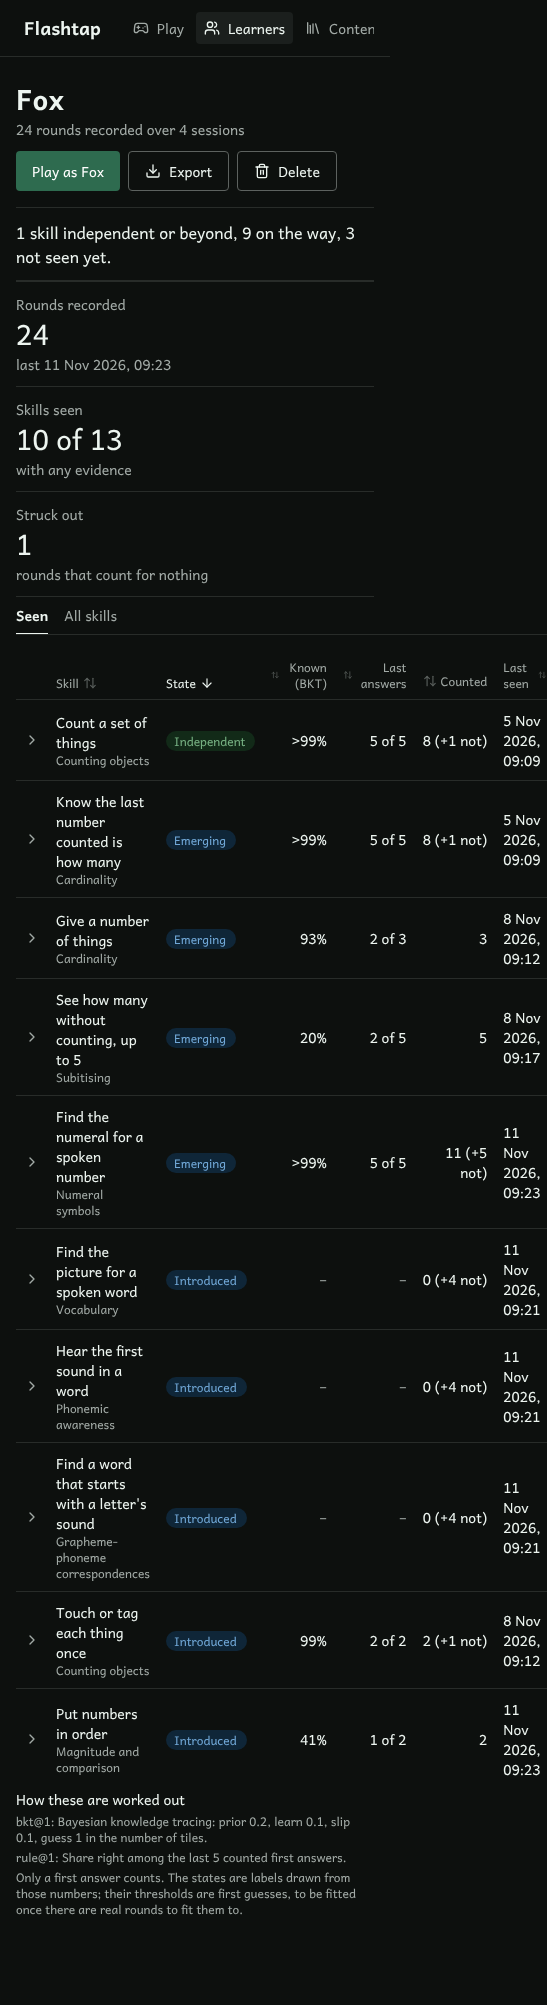 Flashtap
Play
Learners
Conten
Fox
24 rounds recorded over 4 sessions
Play as Fox
Export
Delete
1 skill independent or beyond, 9 on the way, 3
not seen yet.
Rounds recorded
24
last 11 Nov 2026, 09:23
Skills seen
10 of 13
with any evidence
Struck out
1
rounds that count for nothing
Seen
All skills
Skill
State
Known
(BKT)
Last
answers
Counted
Last
seen
Count a set of
things
Counting objects
Independent
>99%
5 of 5
8 (+1 not)
5 Nov
2026,
09:09
Know the last
number
counted is
how many
Cardinality
Emerging
>99%
5 of 5
8 (+1 not)
5 Nov
2026,
09:09
Give a number
of things
Cardinality
Emerging
93%
2 of 3
3
8 Nov
2026,
09:12
See how many
without
counting, up
to 5
Subitising
Emerging
20%
2 of 5
5
8 Nov
2026,
09:17
Find the
numeral for a
spoken
number
Numeral
symbols
Emerging
>99%
5 of 5
11 (+5
not)
11
Nov
2026,
09:23
Find the
picture for a
spoken word
Vocabulary
Introduced
–
–
0 (+4 not)
11
Nov
2026,
09:21
Hear the first
sound in a
word
Phonemic
awareness
Introduced
–
–
0 (+4 not)
11
Nov
2026,
09:21
Find a word
that starts
with a letter's
sound
Grapheme-
phoneme
correspondences
Introduced
–
–
0 (+4 not)
11
Nov
2026,
09:21
Touch or tag
each thing
once
Counting objects
Introduced
99%
2 of 2
2 (+1 not)
8 Nov
2026,
09:12
Put numbers
in order
Magnitude and
comparison
Introduced
41%
1 of 2
2
11
Nov
2026,
09:23
How these are worked out
bkt@1: Bayesian knowledge tracing: prior 0.2, learn 0.1, slip
0.1, guess 1 in the number of tiles.
rule@1: Share right among the last 5 counted first answers.
Only a first answer counts. The states are labels drawn from
those numbers; their thresholds are first guesses, to be fitted
once there are real rounds to fit them to.